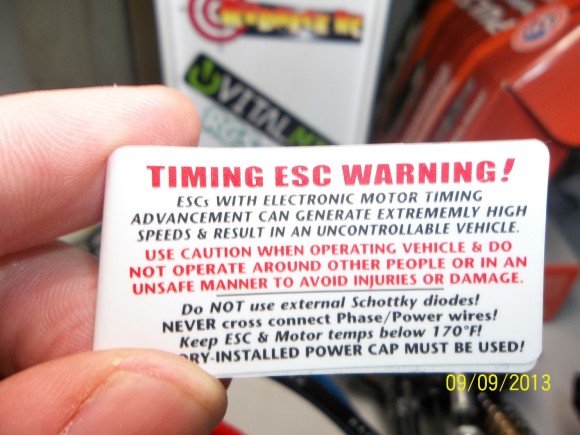 VITAL
TIMING ESC WARNING!
ESCs WITH ELECTRONIC MOTOR TIMING
ADVANCEMENT CAN GENERATE EXTREMEMLY HIGH
SPEEDS & RESULT IN AN UNCONTROLLABLE VEHICLE.
USE CAUTION WHEN OPERATING VEHICLE & DO
NOT OPERATE AROUND OTHER PEOPLE OR IN AN
UNSAFE MANNER TO AVOID INJURIES OR DAMAGE.
Do NOT use external Schottky diodes!
NEVER cross connect Phase/Power wires!
Keep ESC & Motor temps below 170°F!
ORY-INSTALLED POWER CAP MUST BE USED!
09/09/2013